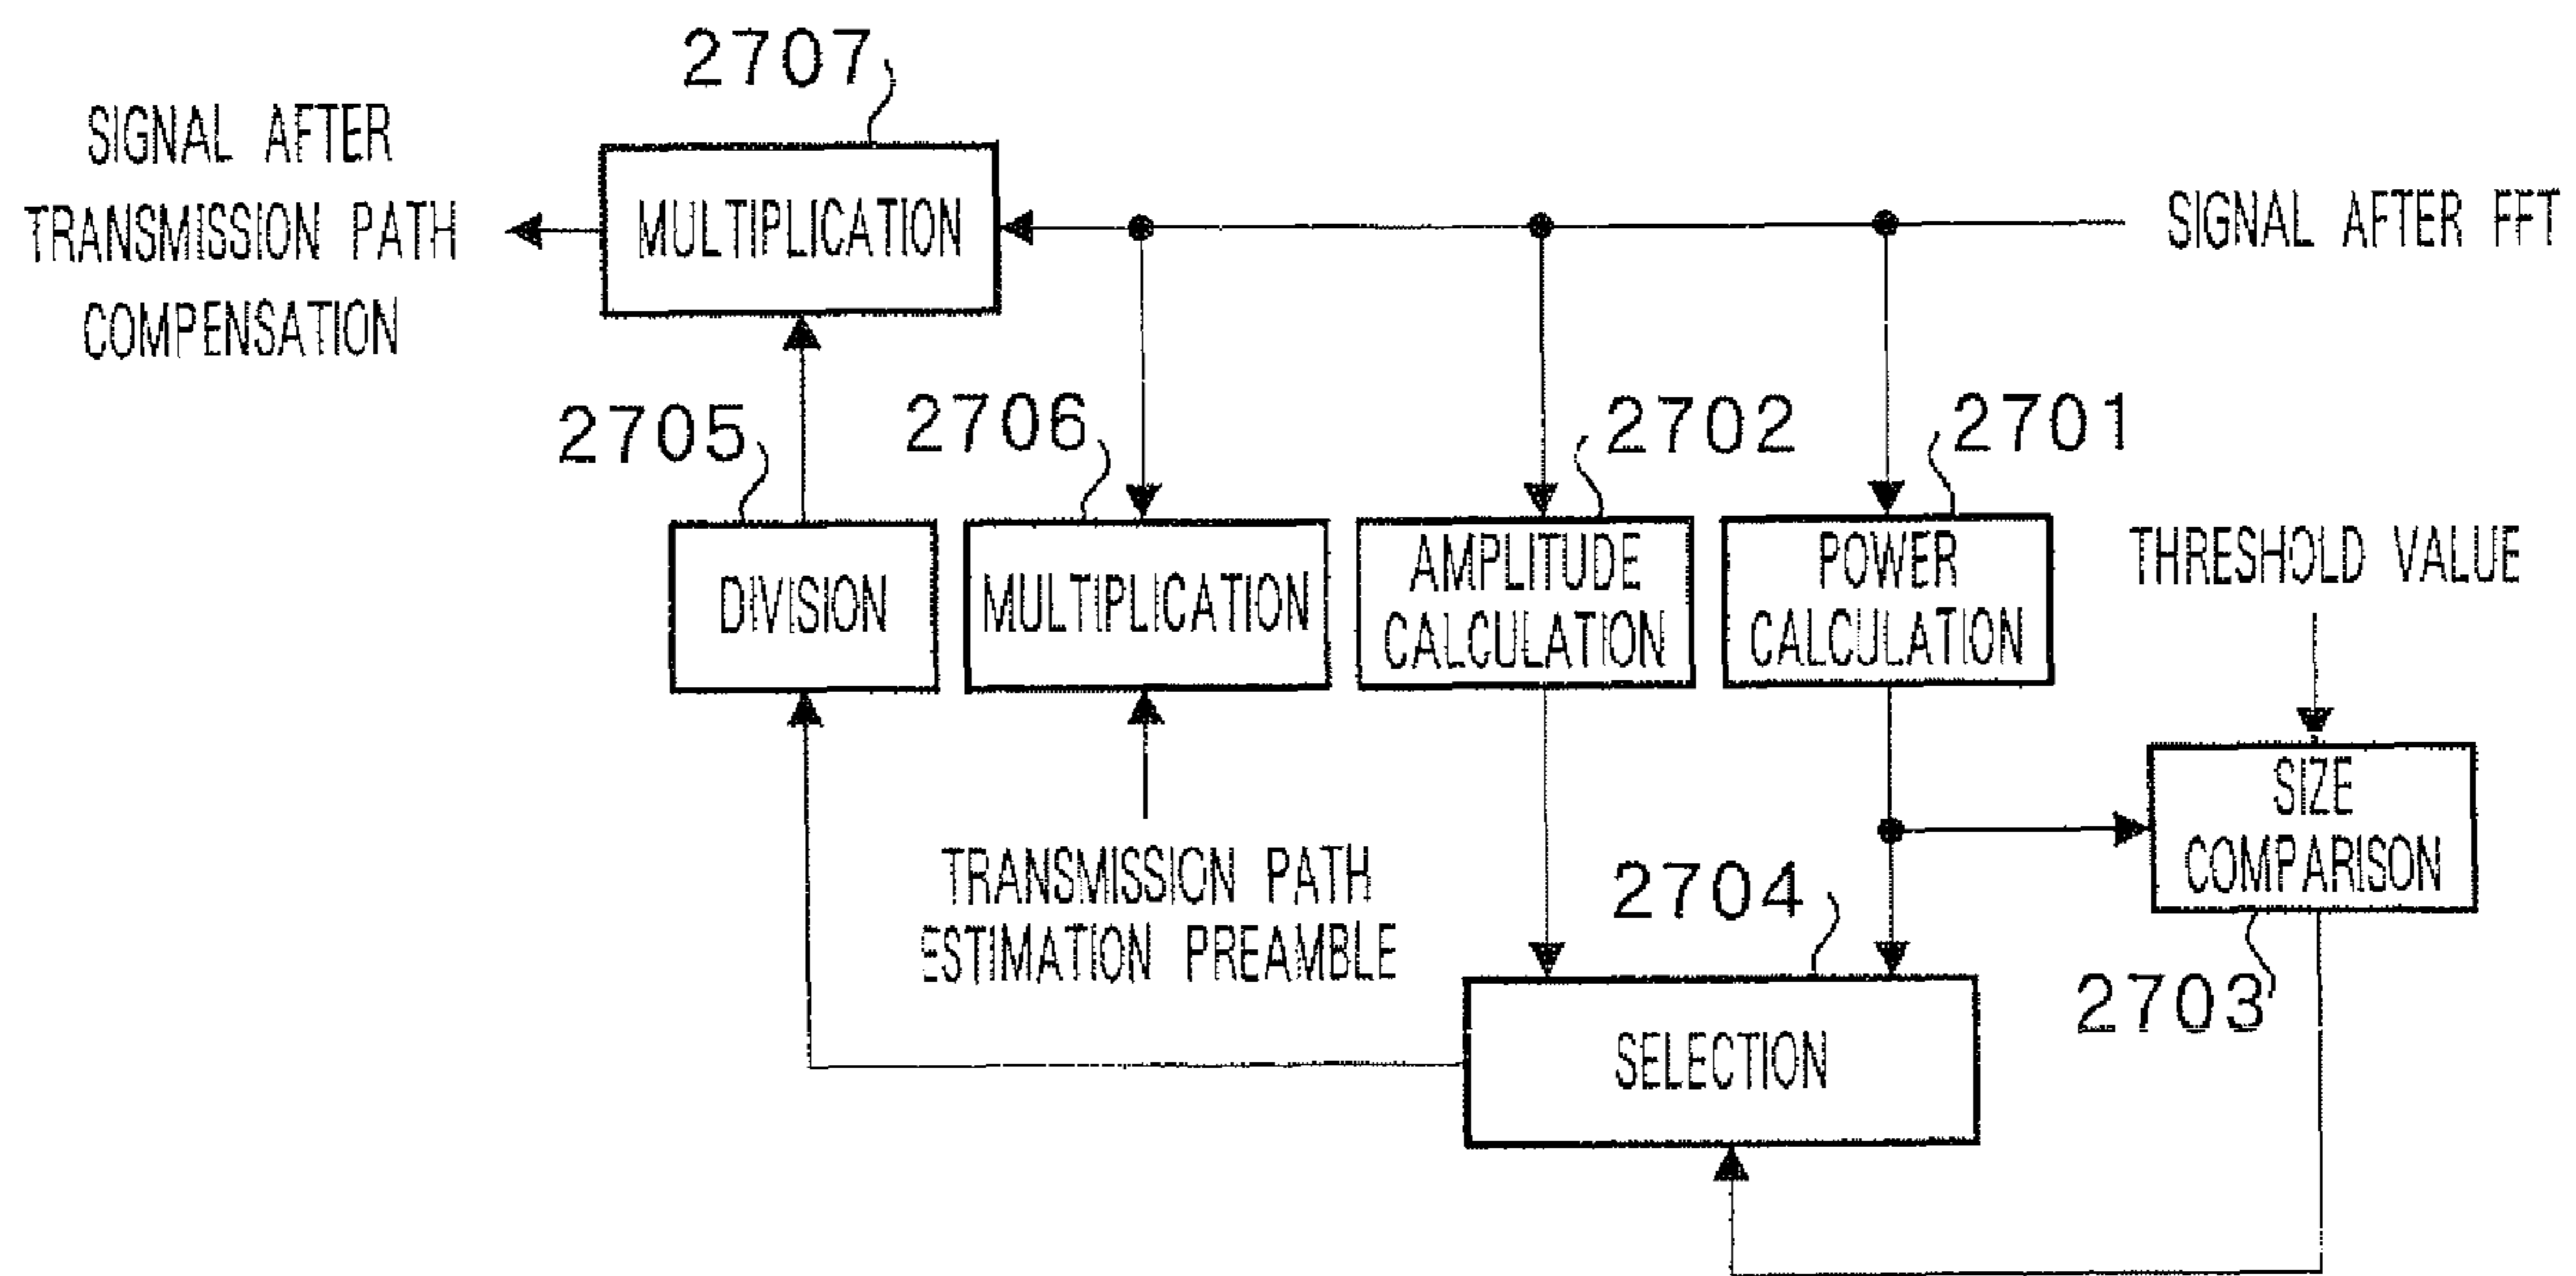 2707
SIGNAL AFTER
TRANSMISSION PATH
COMPENSATION
MULTIPLICATION
SIGNAL AFTER FFT
2705
2706
2702
2701
DIVISION
MULTIPLICATION
AMPLITUDE
CALCULATION
POWER
CALCULATION
THRESHOLD VALUE
SIZE
COMPARISON
TRANSMISSION PATH
ESTIMATION PREAMBLE
2704
2703
SELECTION